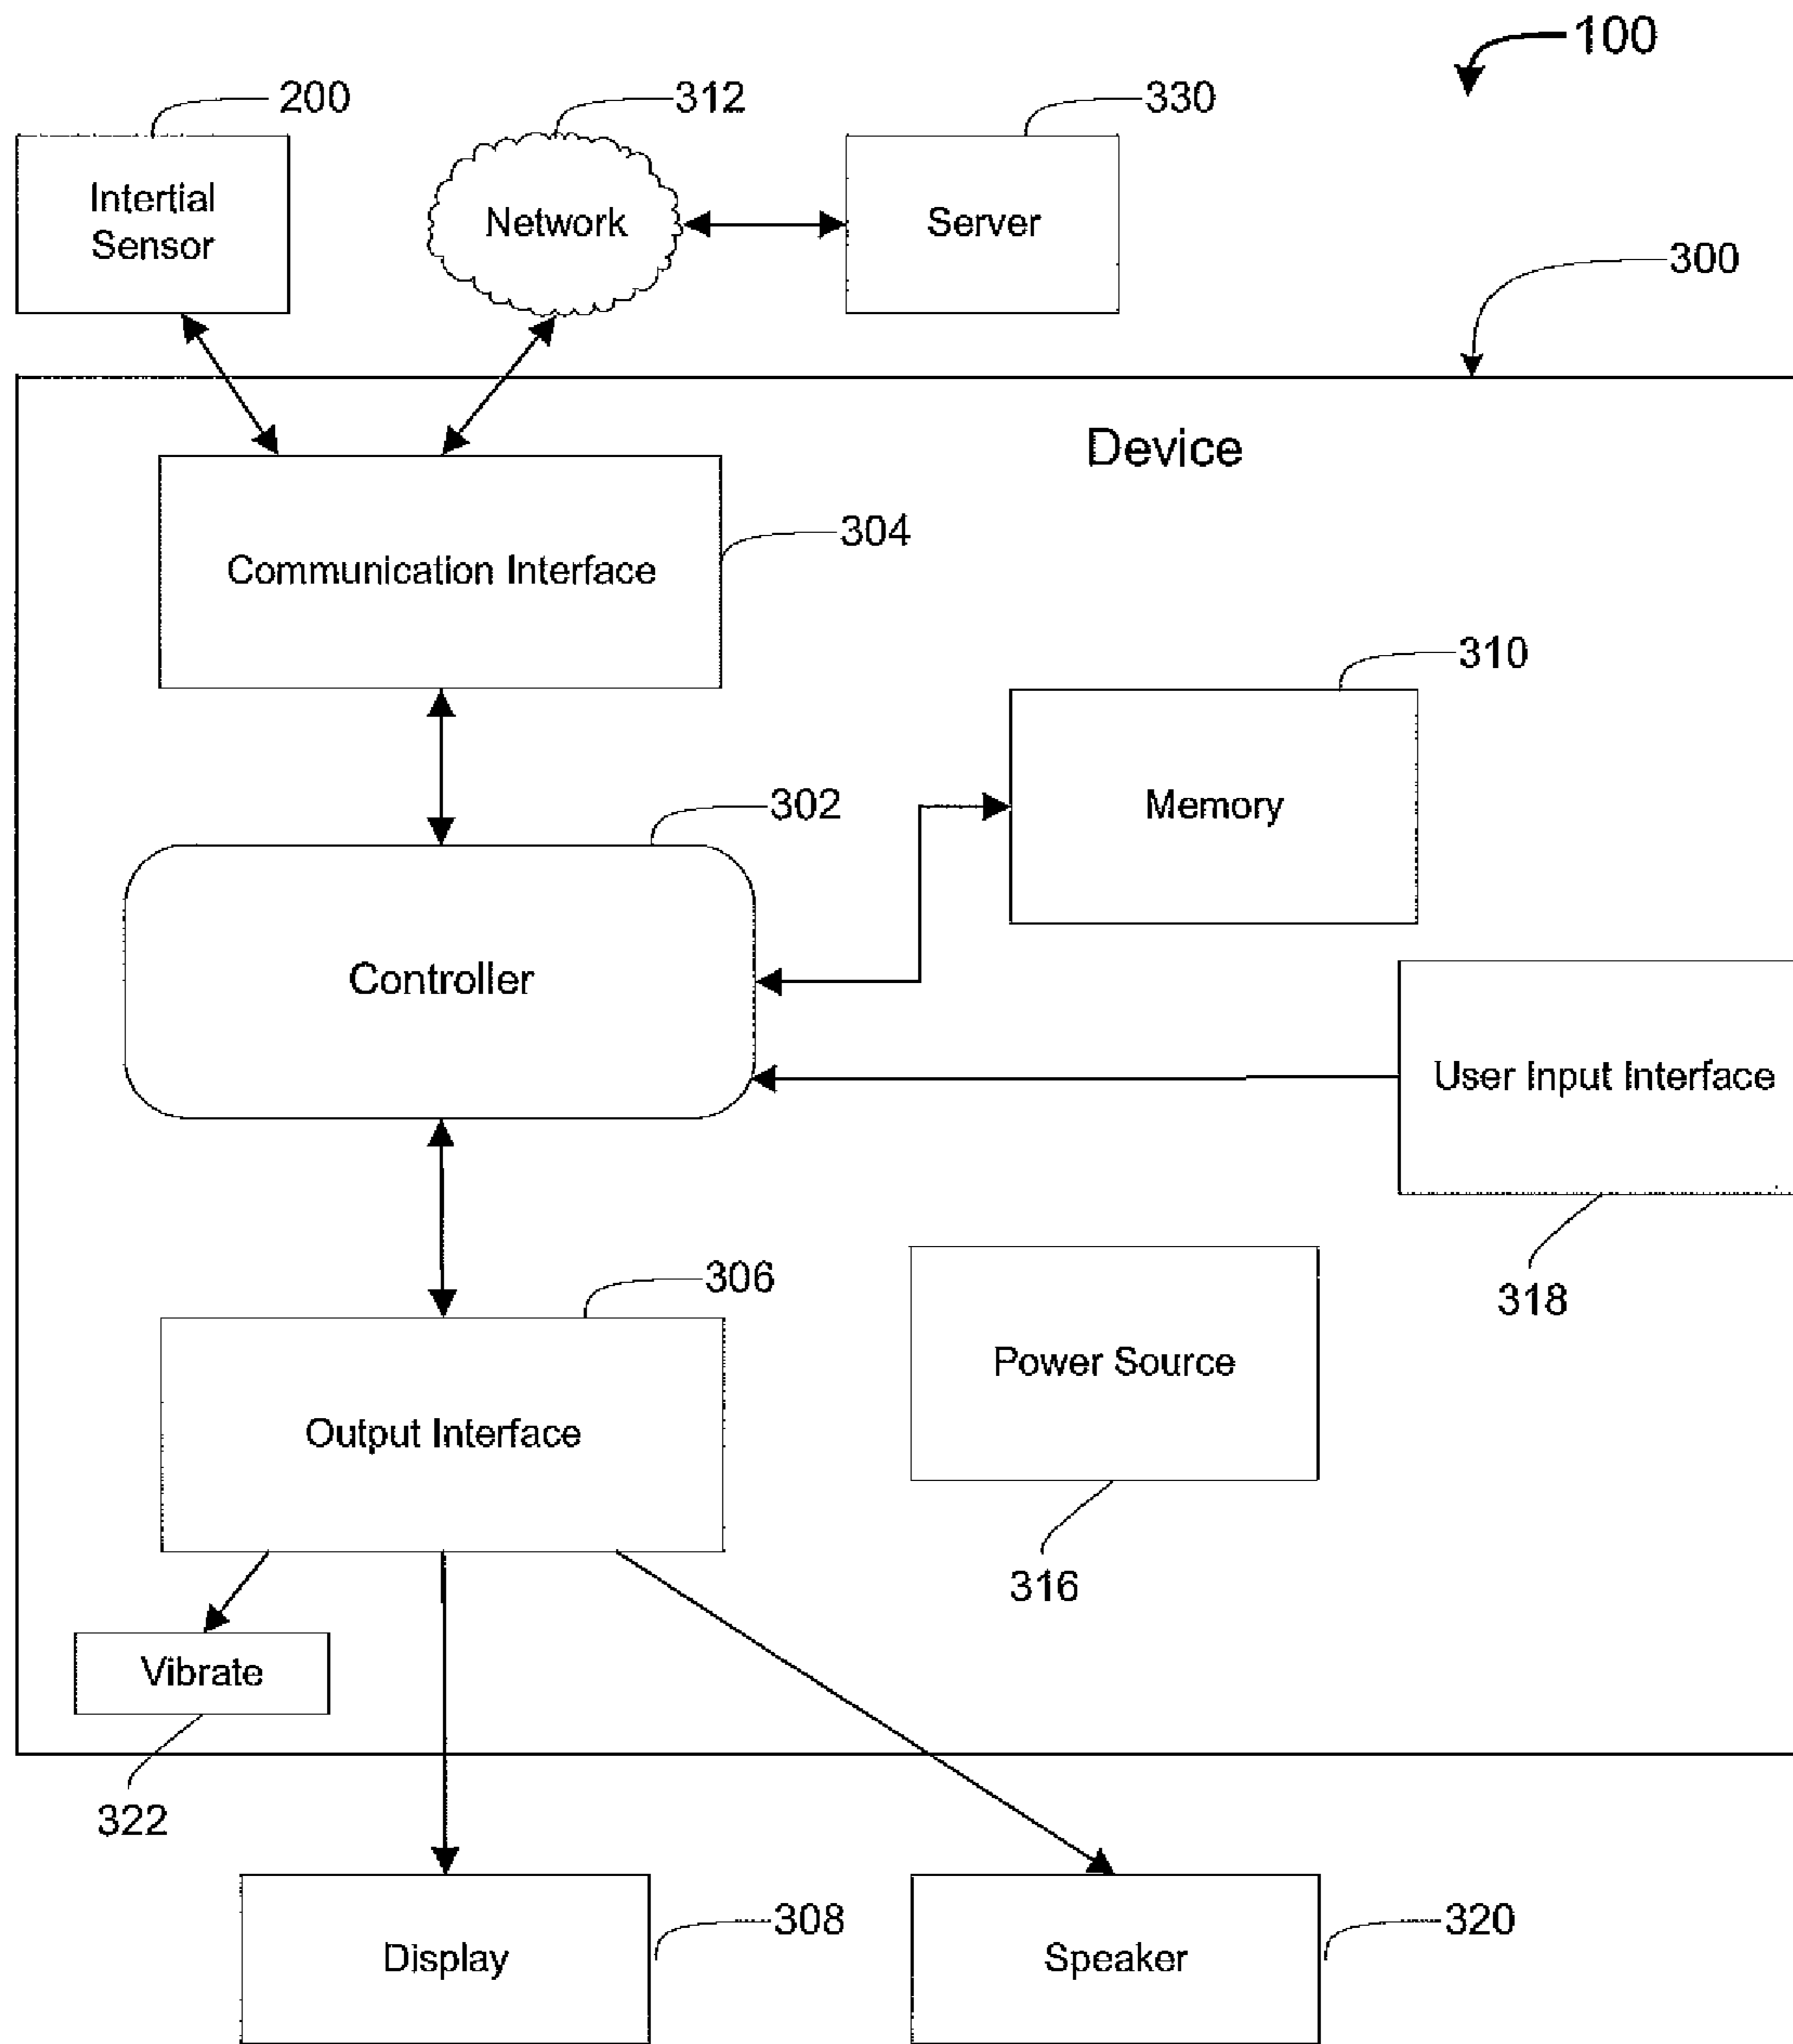 100
200
312
330
Intertial
Sensor
Network
Server
300
Device
304
Communication Interface
310
Memory
302
Controller
User Input Interface
318
306
Power Source
Output Interface
316
Vibrate
322
308
320
Display
Speaker